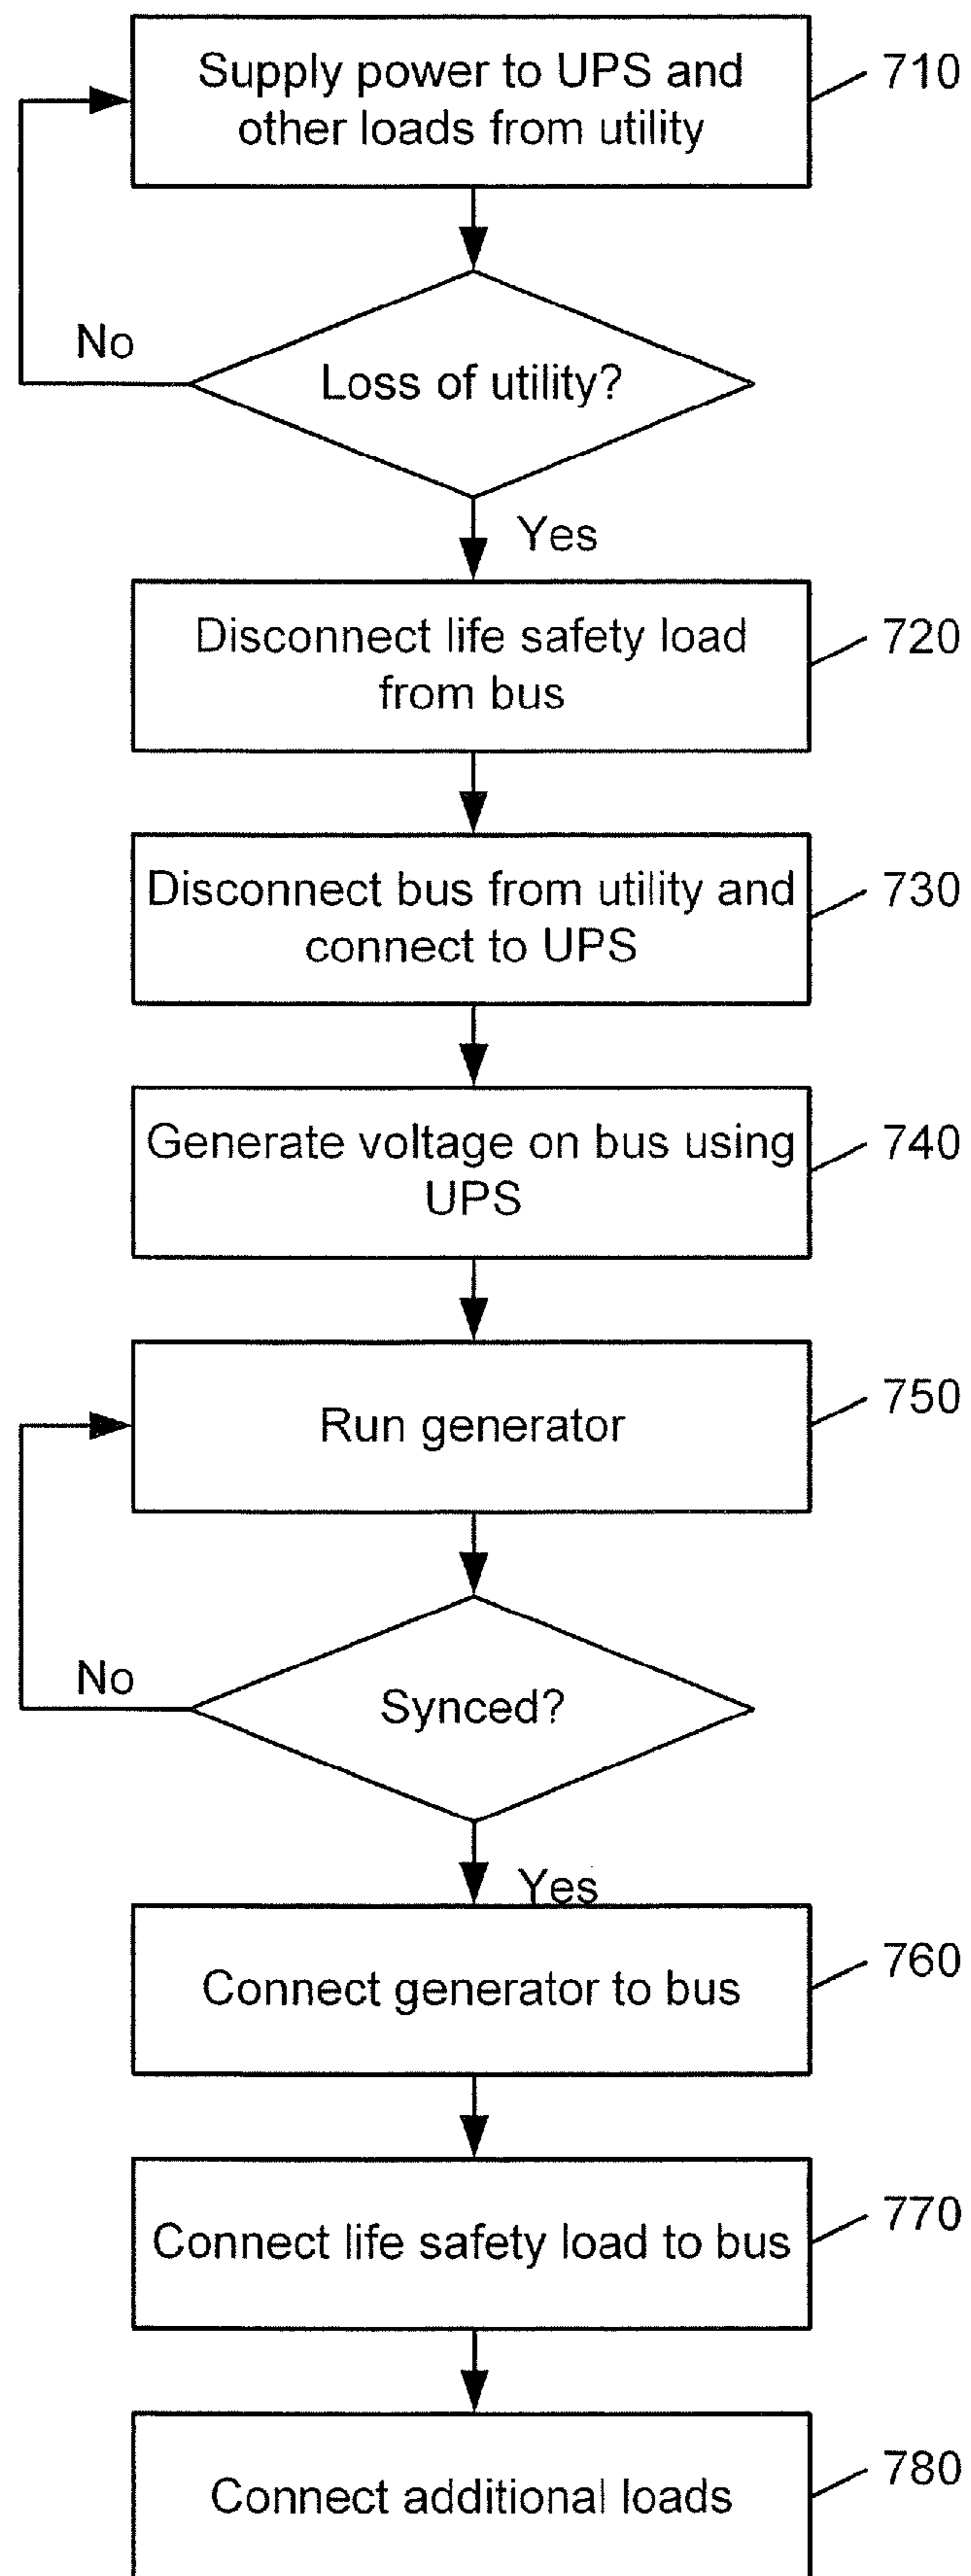 Supply power to UPS and
other loads from utility
710
No
Loss of utility?
Yes
Disconnect life safety load
from bus
720
Disconnect bus from utility and
connect to UPS
730
Generate voltage on bus using
UPS
740
Run generator
750
No
Synced?
Yes
Connect generator to bus
760
Connect life safety load to bus
770
Connect additional loads
780